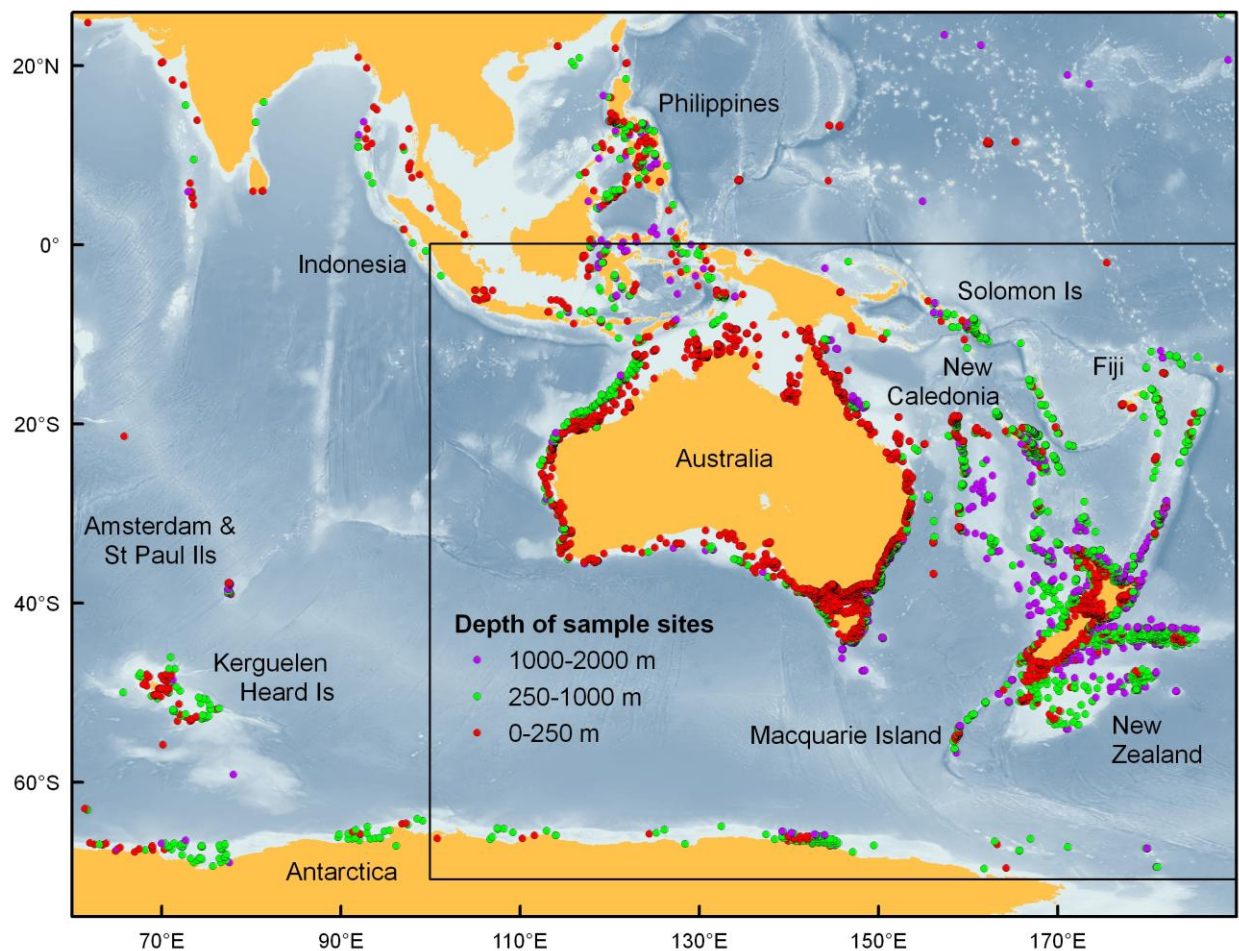 20°N
0°
20°S
40°S
60°S
Philippines
Indonesia
Solomon Is
New
Caledonia
Fiji
Australia
Amsterdam &
St Paul Ils
Kerguelen
Heard Is
Depth of sample sites
1000-2000 m
250-1000 m
0-250 m
Macquarie Island
New
Zealand
Antarctica
70°E
90°E
110°E
130°E
150°E
170°E